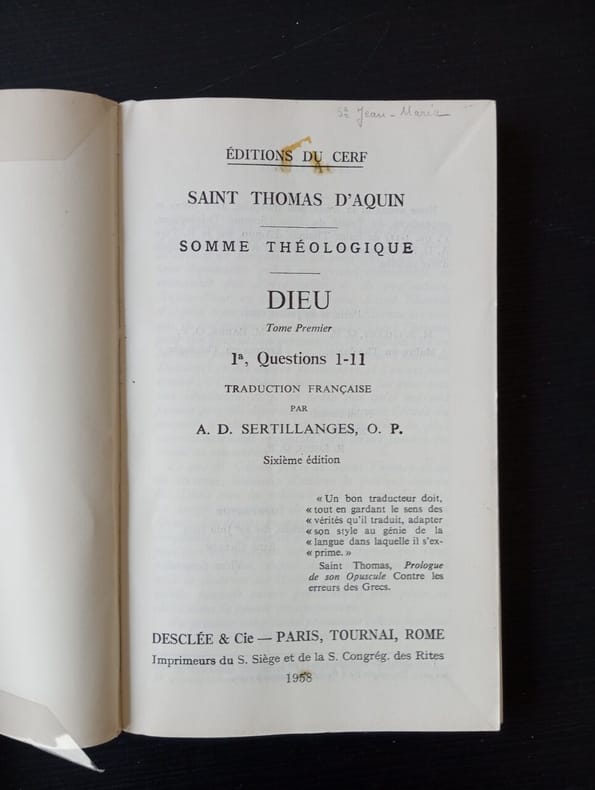 Sr Jean-Marie
ÉDITIONS DU CERF
SAINT THOMAS D'AQUIN
SOMME THÉOLOGIQUE
DIEU
Tome Premier
1ª, Questions 1-11
TRADUCTION FRANÇAISE
PAR
A. D. SERTILLANGES, O. P.
Sixième édition
« Un bon traducteur doit,
« tout en gardant le sens des
« vérités qu'il traduit, adapter
« son style au génie de la
« langue dans laquelle il s'ex-
« prime. »
Saint Thomas, Prologue
de son Opuscule Contre les
erreurs des Grecs.
DESCLÉE & Cie — PARIS, TOURNAI, ROME
Imprimeurs du S. Siège et de la S. Congrég. des Rites
1958